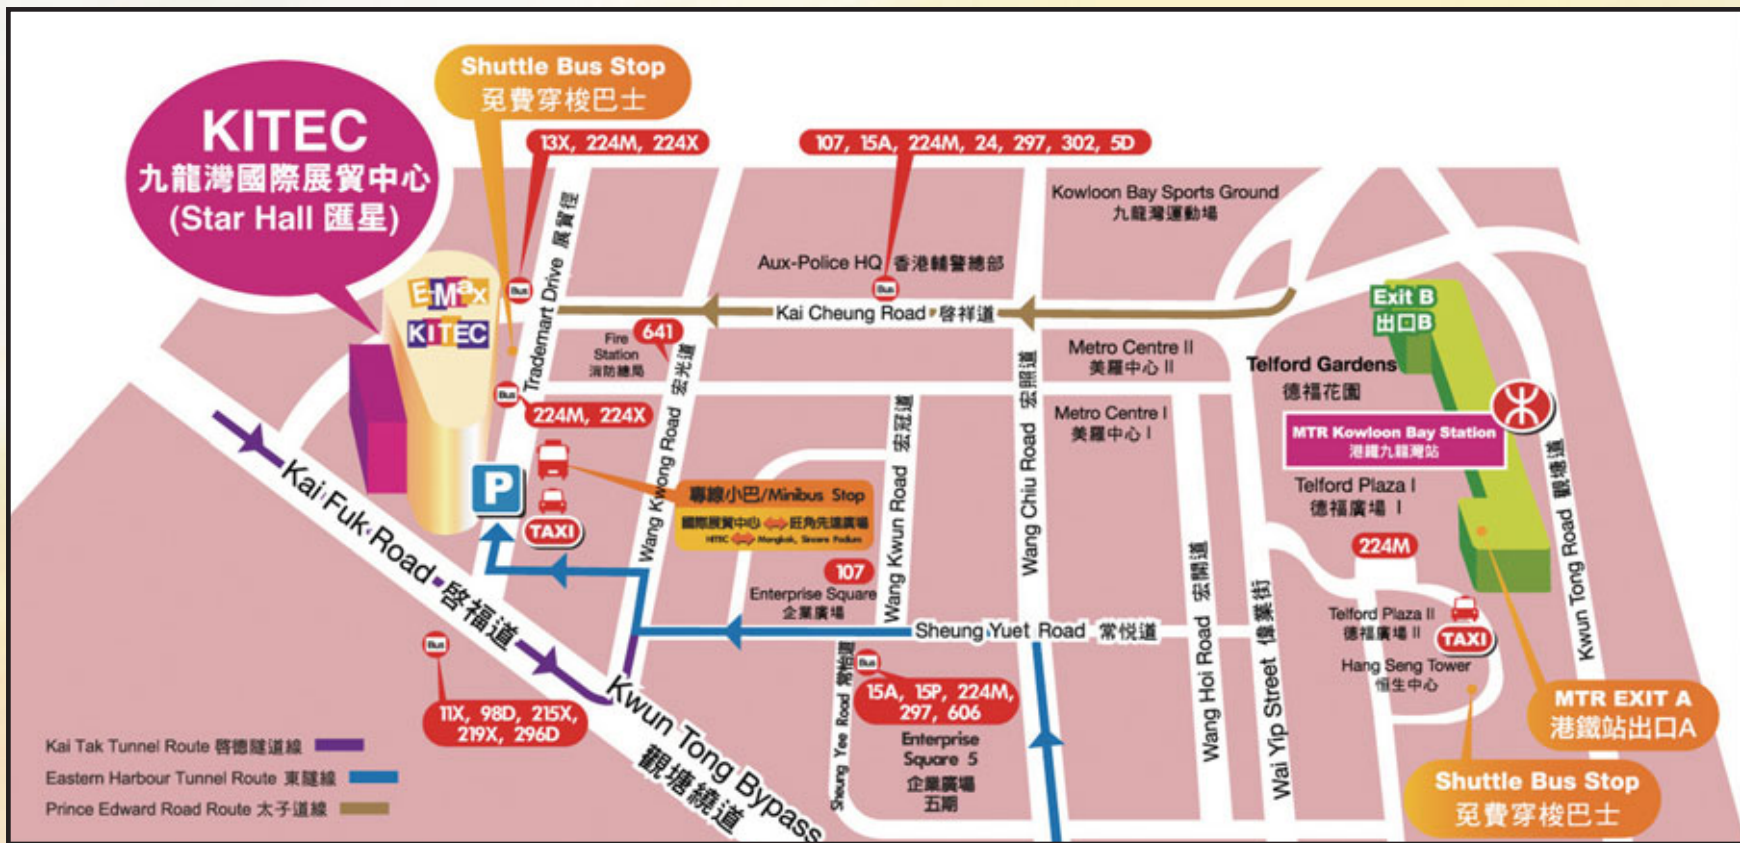 KITEC
九龍灣國際展貿中心
(Star Hall 匯星)
Shuttle Bus Stop
免費穿梭巴士
13X, 224M, 224X
107, 15A, 224M, 24, 297, 302, 5D
Kowloon Bay Sports Ground
九龍灣運動場
Trademart Drive 展貿徑
Aux-Police HQ 香港輔警總部
E-Max
KITEC
Bus
Bus
Kai Cheung Road 啓祥道
Exit B
出口B
641
Fire
Station
消防總局
Metro Centre II
美羅中心 II
Telford Gardens
德福花園
Bus
224M, 224X
Wang Kwong Road 宏光道
Wang Kwun Road 宏冠道
Wang Chiu Road 宏照道
Metro Centre I
美羅中心 I
MTR Kowloon Bay Station
港鐵九龍灣站
Kwun Tong Road 觀塘道
Kai Fuk Road 啓福道
P
TAXI
專線小巴/Minibus Stop
國際展貿中心 旺角先達廣場
HITEC Mongkok, Sincere Podium
Telford Plaza I
德福廣場 I
224M
107
Enterprise Square
企業廣場
Wang Hoi Road 宏開道
Wai Yip Street 偉業街
Sheung Yuet Road 常悦道
Telford Plaza II
德福廣場 II
TAXI
Hang Seng Tower
恒生中心
Bus
11X, 98D, 215X,
219X, 296D
Sheung Yee Road 常怡道
Bus
15A, 15P, 224M,
297, 606
Enterprise
Square 5
企業廣場
五期
MTR EXIT A
港鐵站出口A
Shuttle Bus Stop
免費穿梭巴士
Kwun Tong Bypass
觀塘繞道
Kai Tak Tunnel Route 啓德隧道線
Eastern Harbour Tunnel Route 東隧線
Prince Edward Road Route 太子道線